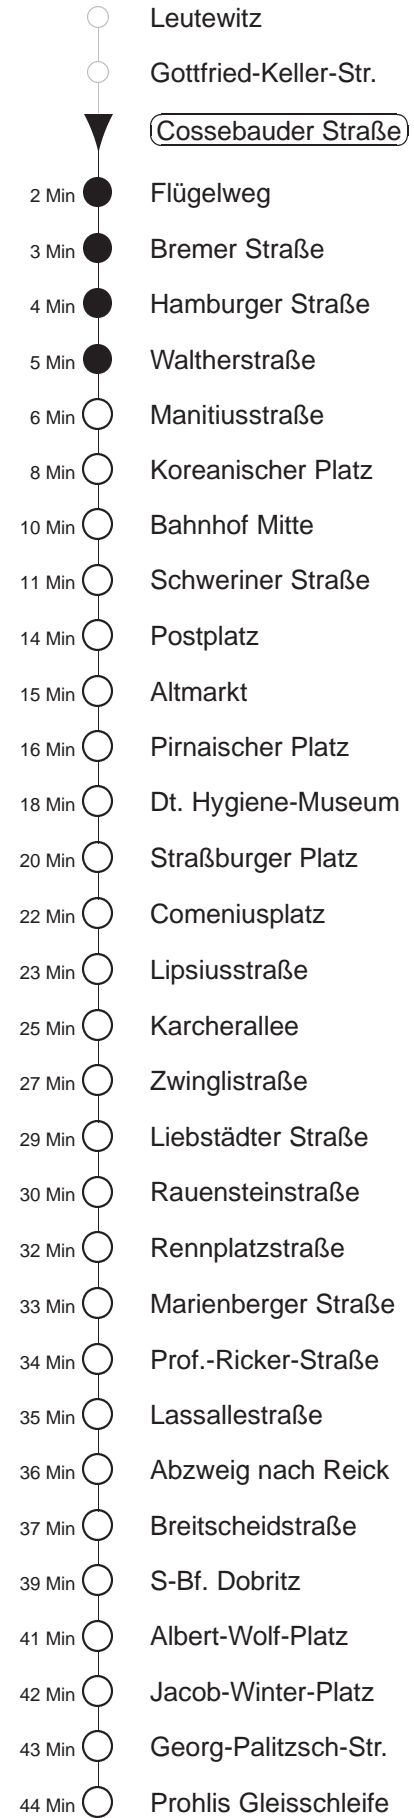 Leutewitz
Gottfried-Keller-Str.
Cossebauder Straße
2 Min Flügelweg
3 Min Bremer Straße
4 Min Hamburger Straße
5 Min Waltherstraße
6 Min Manitiusstraße
8 Min Koreanischer Platz
10 Min Bahnhof Mitte
11 Min Schweriner Straße
14 Min Postplatz
15 Min Altmarkt
16 Min Pirnaischer Platz
18 Min Dt. Hygiene-Museum
20 Min Straßburger Platz
22 Min Comeniusplatz
23 Min Lipsiusstraße
25 Min Karcherallee
27 Min Zwinglistraße
29 Min Liebstädter Straße
30 Min Rauensteinstraße
32 Min Rennplatzstraße
33 Min Marienberger Straße
34 Min Prof.-Ricker-Straße
35 Min Lassallestraße
36 Min Abzweig nach Reick
37 Min Breitscheidstraße
39 Min S-Bf. Dobritz
41 Min Albert-Wolf-Platz
42 Min Jacob-Winter-Platz
43 Min Georg-Palitzsch-Str.
44 Min Prohlis Gleisschleife